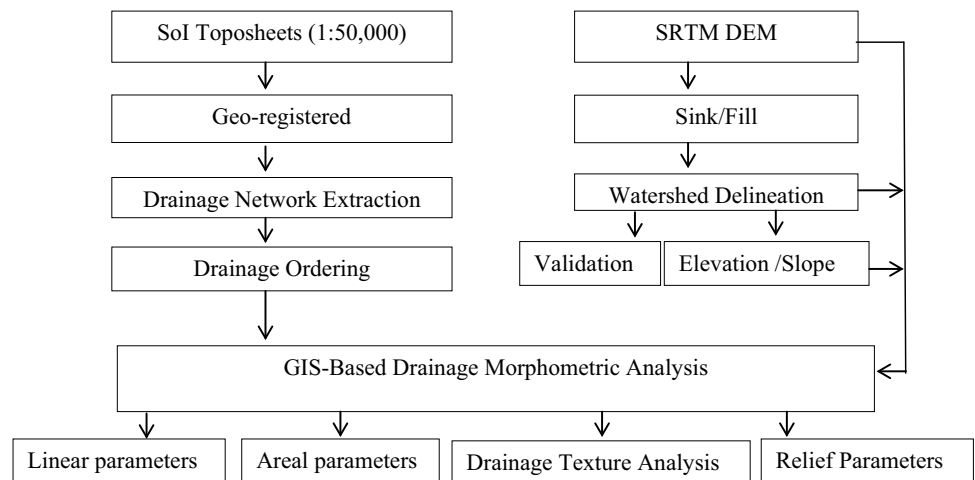 SoI Toposheets (1:50,000)
SRTM DEM
Geo-registered
Sink/Fill
Drainage Network Extraction
Watershed Delineation
Drainage Ordering
Validation
Elevation /Slope
GIS-Based Drainage Morphometric Analysis
Linear parameters
Areal parameters
Drainage Texture Analysis
Relief Parameters